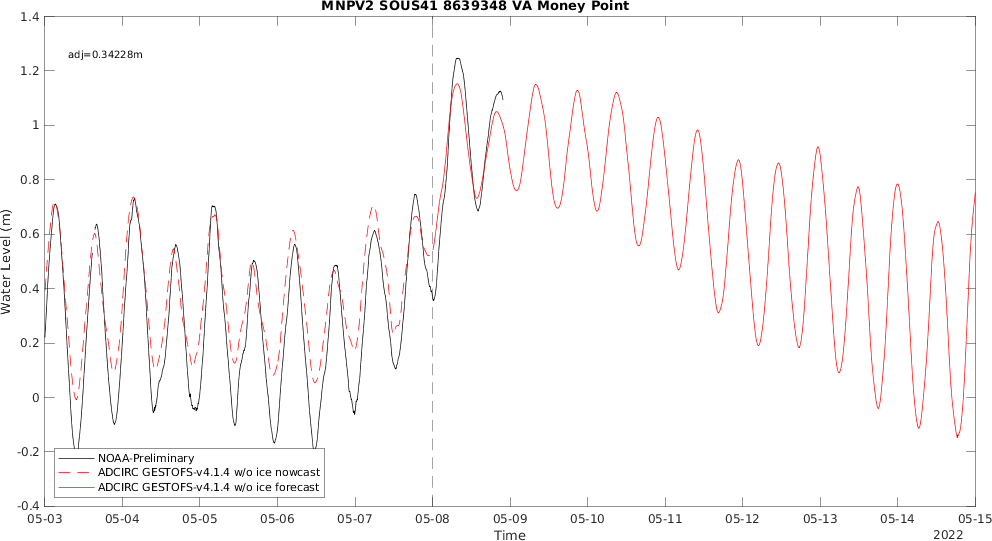 MNPV2 SOUS41 8639348 VA Money Point
adj=0.34228m
1.4
1.2
1
0.8
0.6
0.4
0.2
0
-0.2
-0.4
Water Level (m)
NOAA-Preliminary
ADCIRC GESTOFS-v4.1.4 w/o ice nowcast
ADCIRC GESTOFS-v4.1.4 w/o ice forecast
05-03 05-04 05-05 05-06 05-07 05-08 05-09 05-10 05-11 05-12 05-13 05-14 05-15
Time
2022